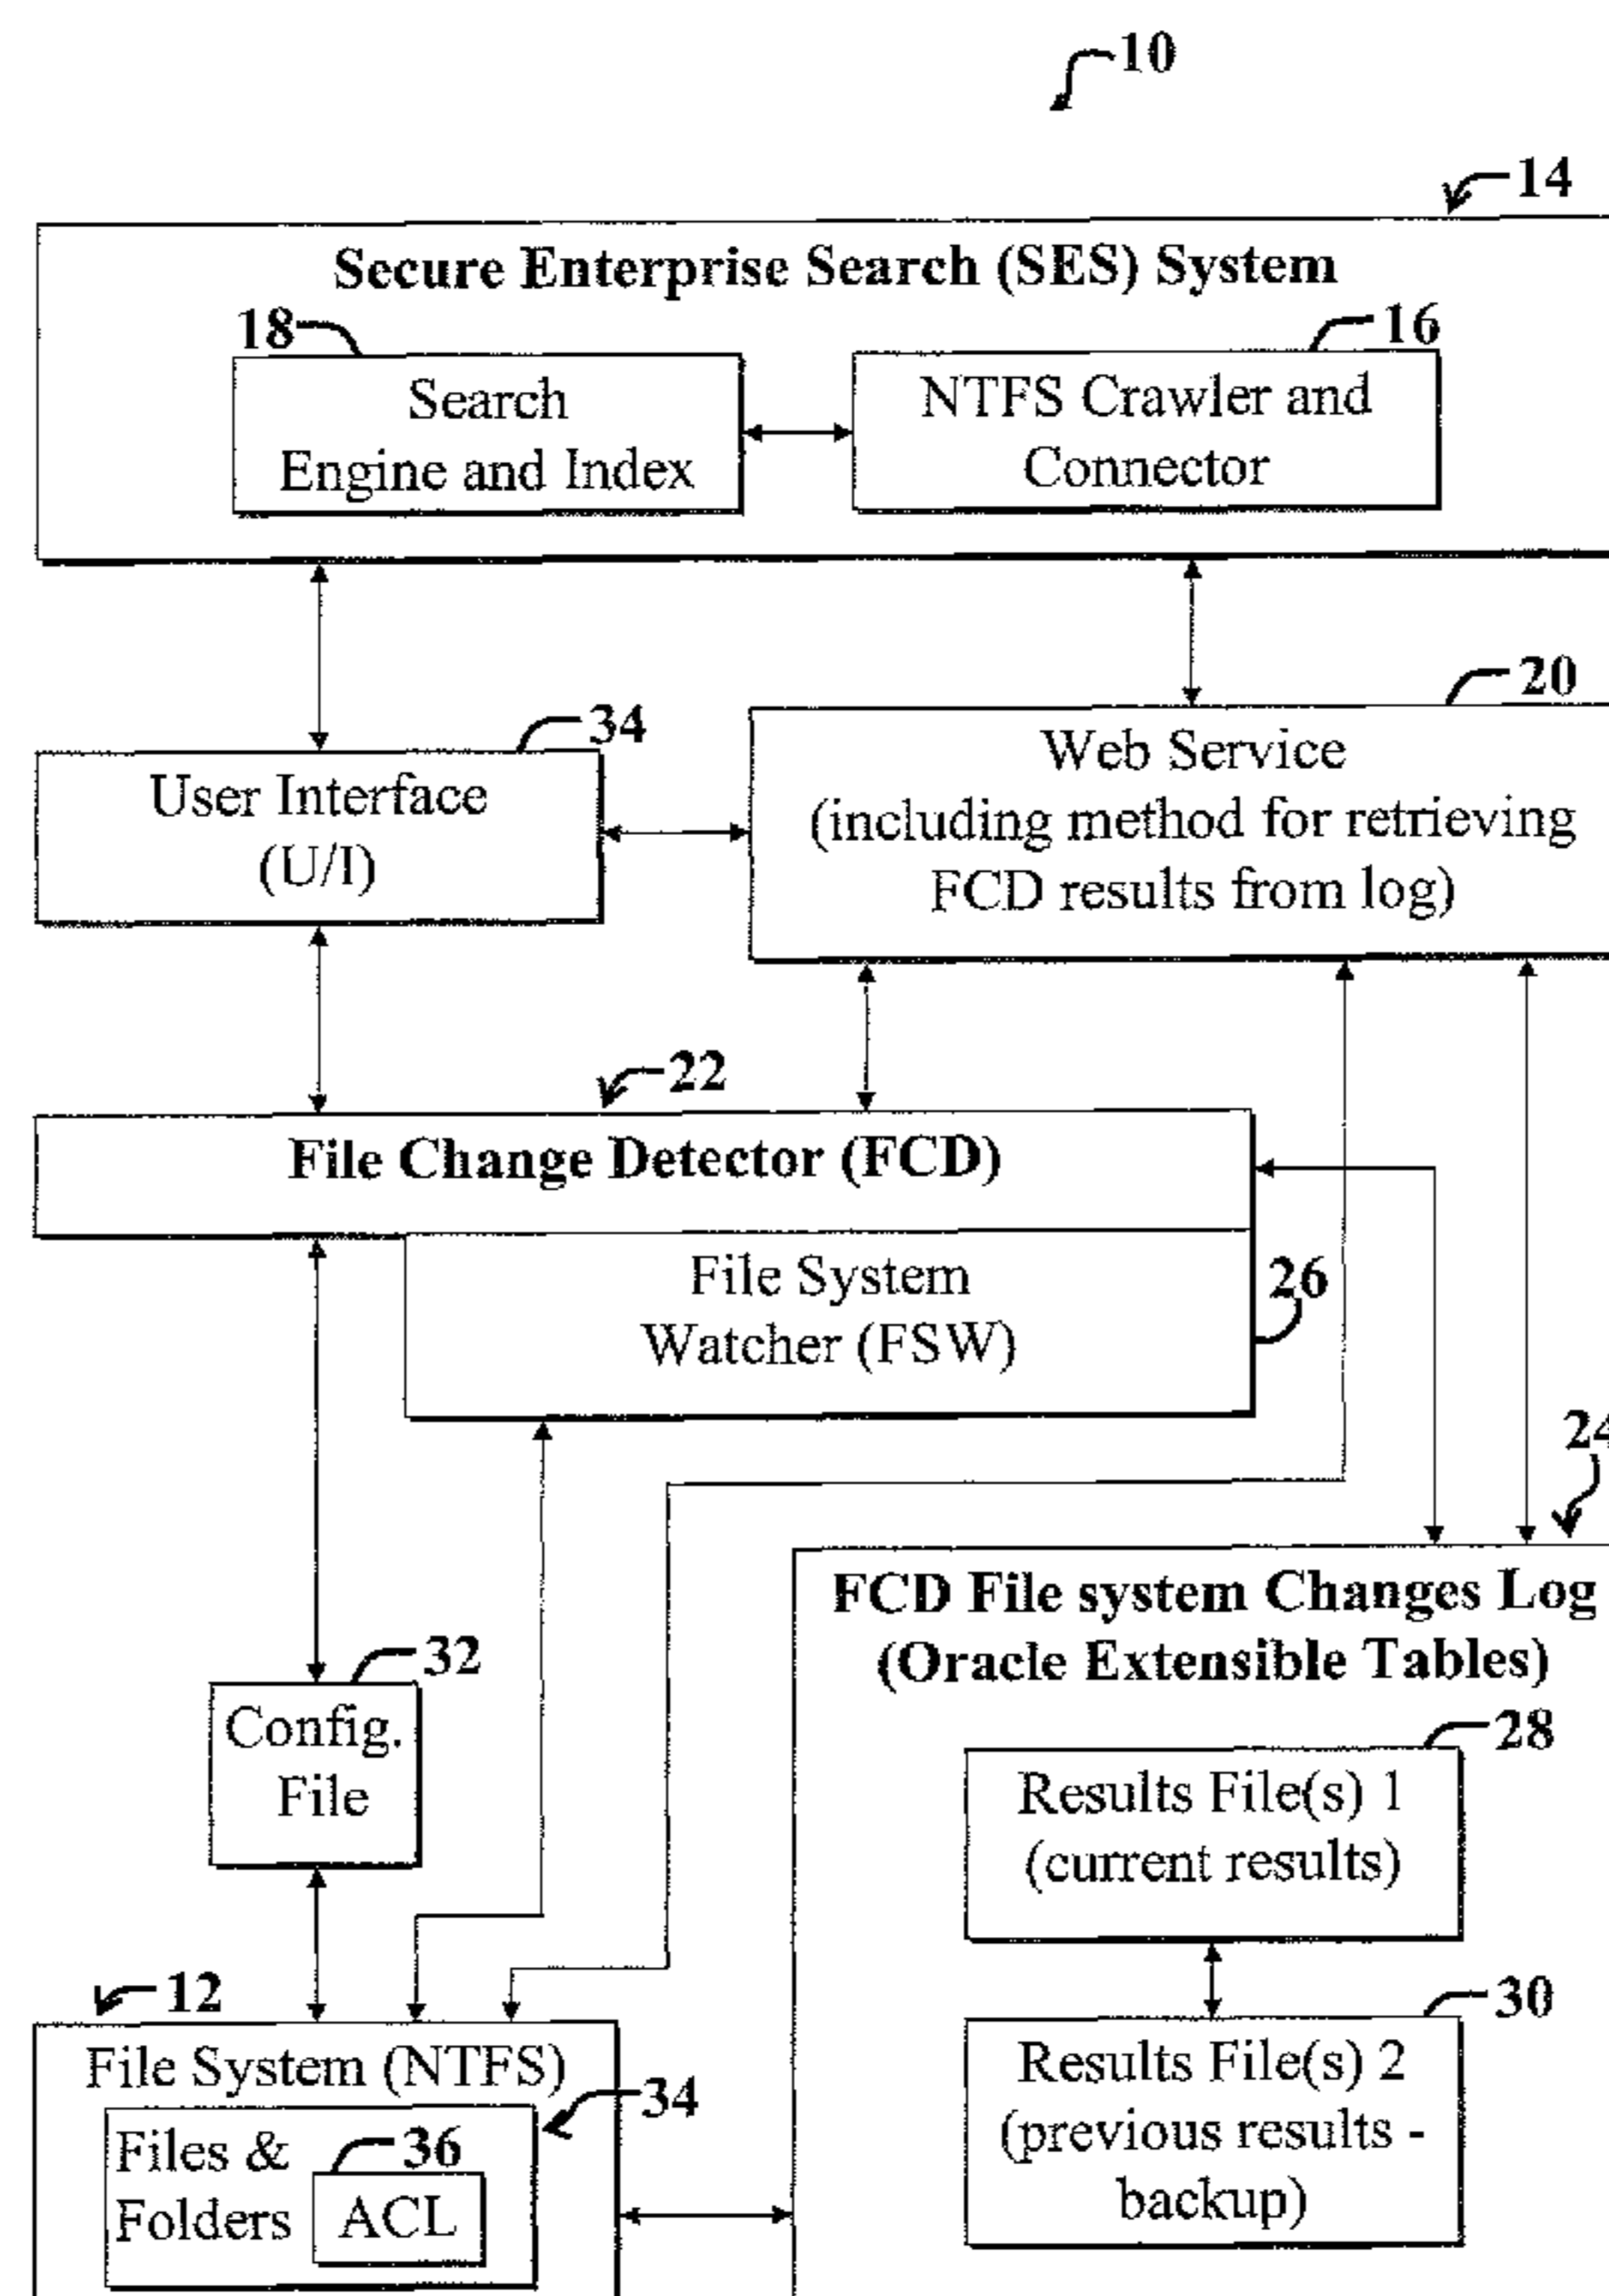 10
14
Secure Enterprise Search (SES) System
18
16
Search
Engine and Index
NTFS Crawler and
Connector
20
34
User Interface
(U/I)
Web Service
(including method for retrieving
FCD results from log)
22
File Change Detector (FCD)
File System
Watcher (FSW)
26
24
FCD File system Changes Log
(Oracle Extensible Tables)
32
Config.
File
28
Results File(s) 1
(current results)
12
File System (NTFS)
34
Files &
Folders
36
ACL
30
Results File(s) 2
(previous results -
backup)